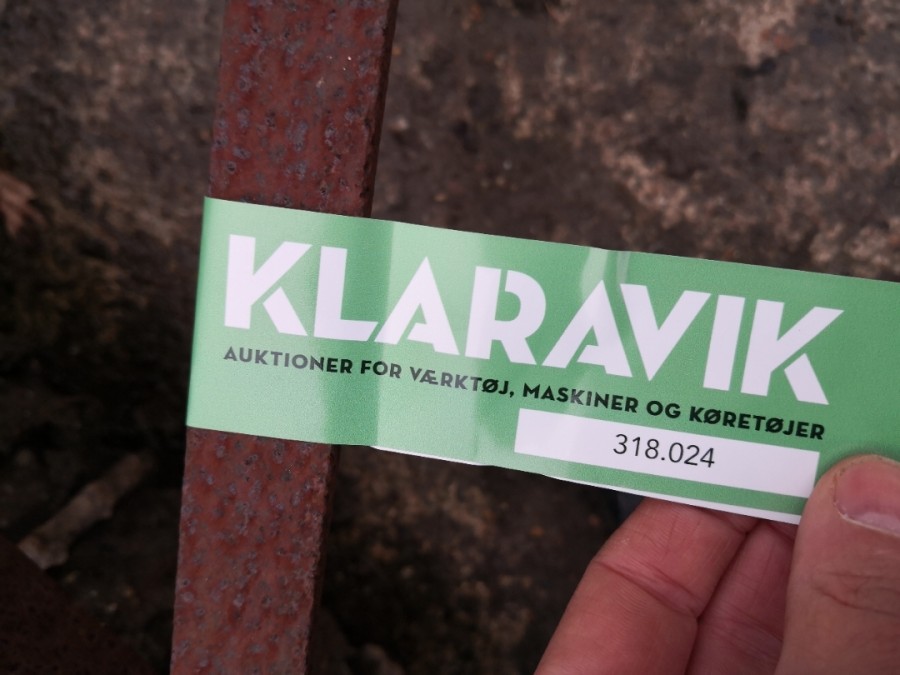 KLARAVIK
AUKTIONER FOR VÆRKTØJ, MASKINER OG KØRETØJER
318.024